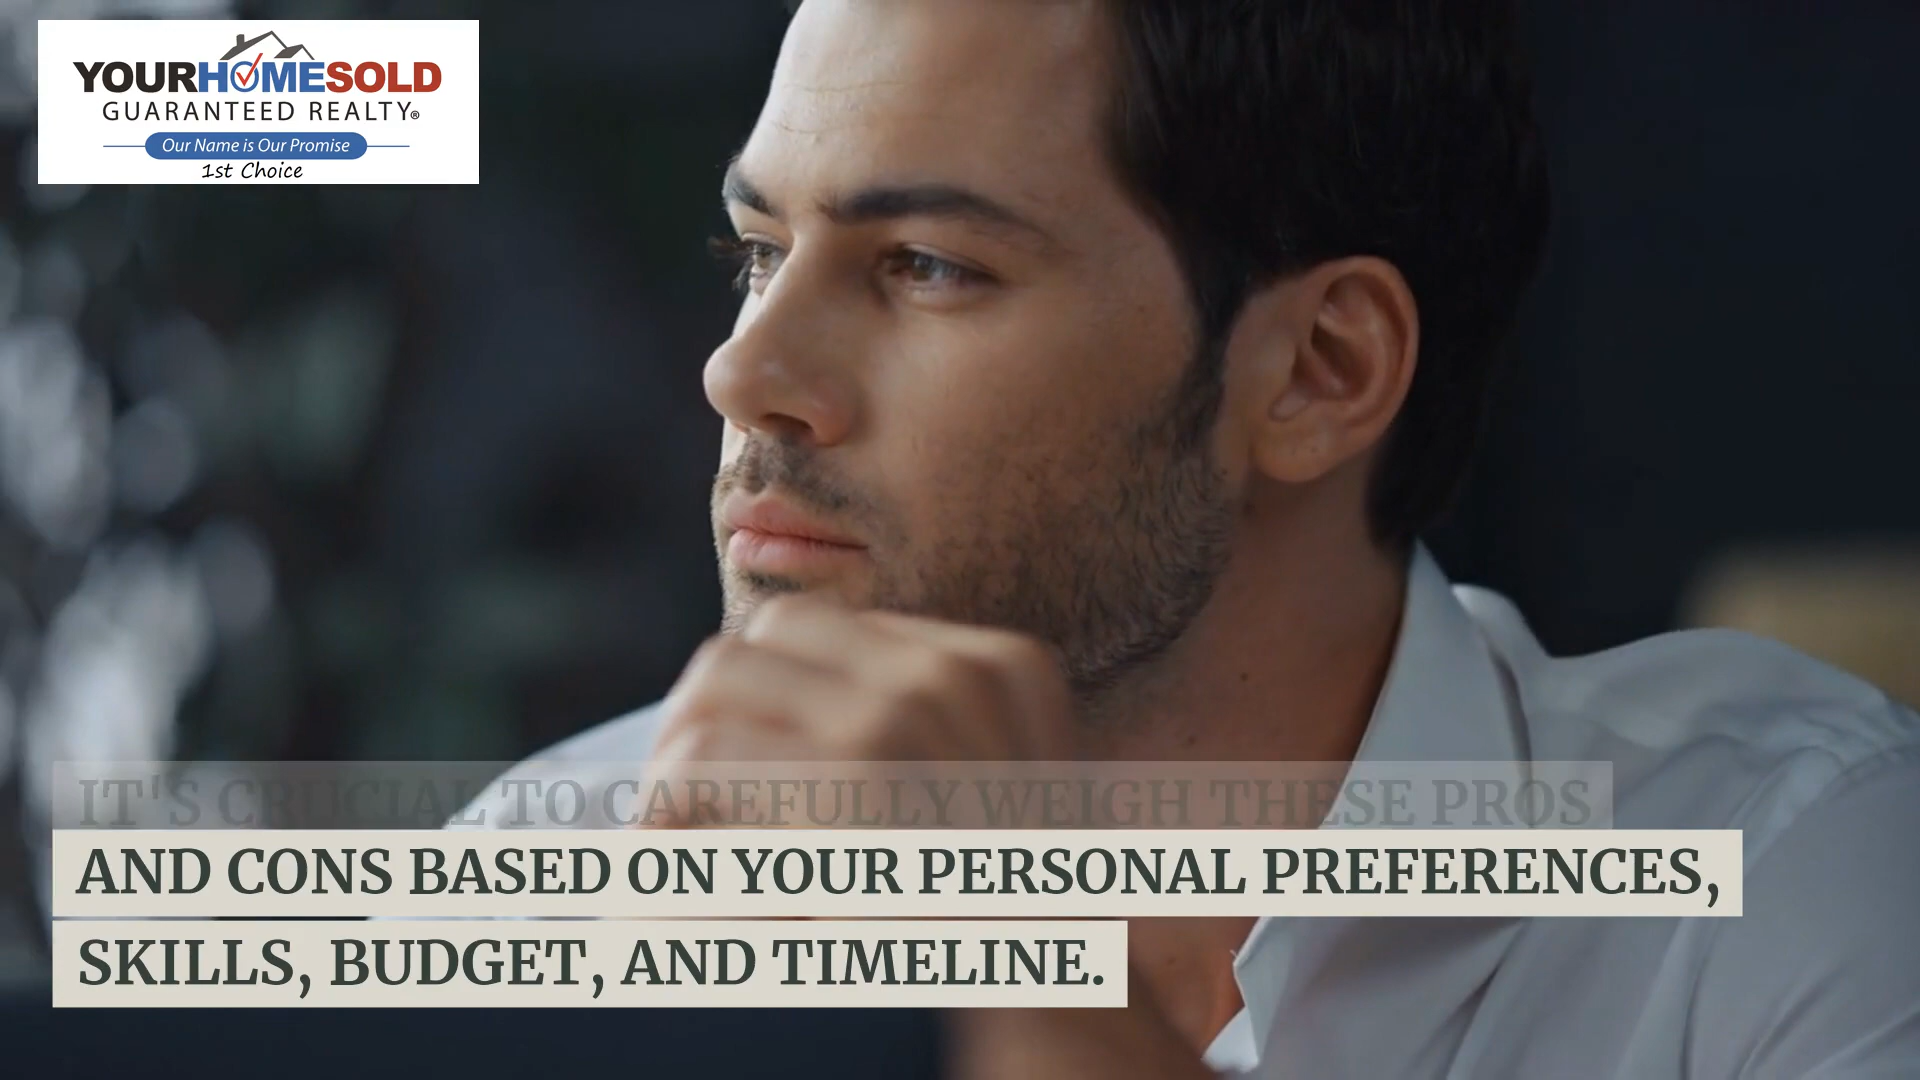 YOURHOMESOLD
GUARANTEED REALTY®
Our Name is Our Promise
1st Choice
IT'S CRUCIAL TO CAREFULLY WEIGH THESE PROS
AND CONS BASED ON YOUR PERSONAL PREFERENCES,
SKILLS, BUDGET, AND TIMELINE.